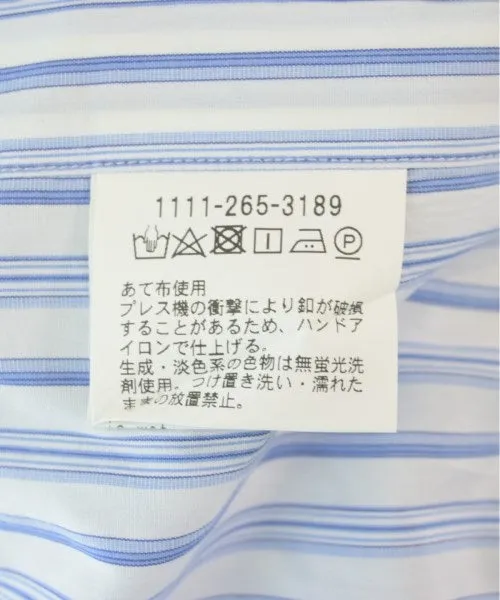 1111-265-3189
P
あて布使用
プレス機の衝撃により釦が破損
することがあるため、ハンドア
イロンで仕上げる。
生成・淡色系の色物は無蛍光洗
剤使用。つけ置き洗い・濡れた
ままの放置禁止。